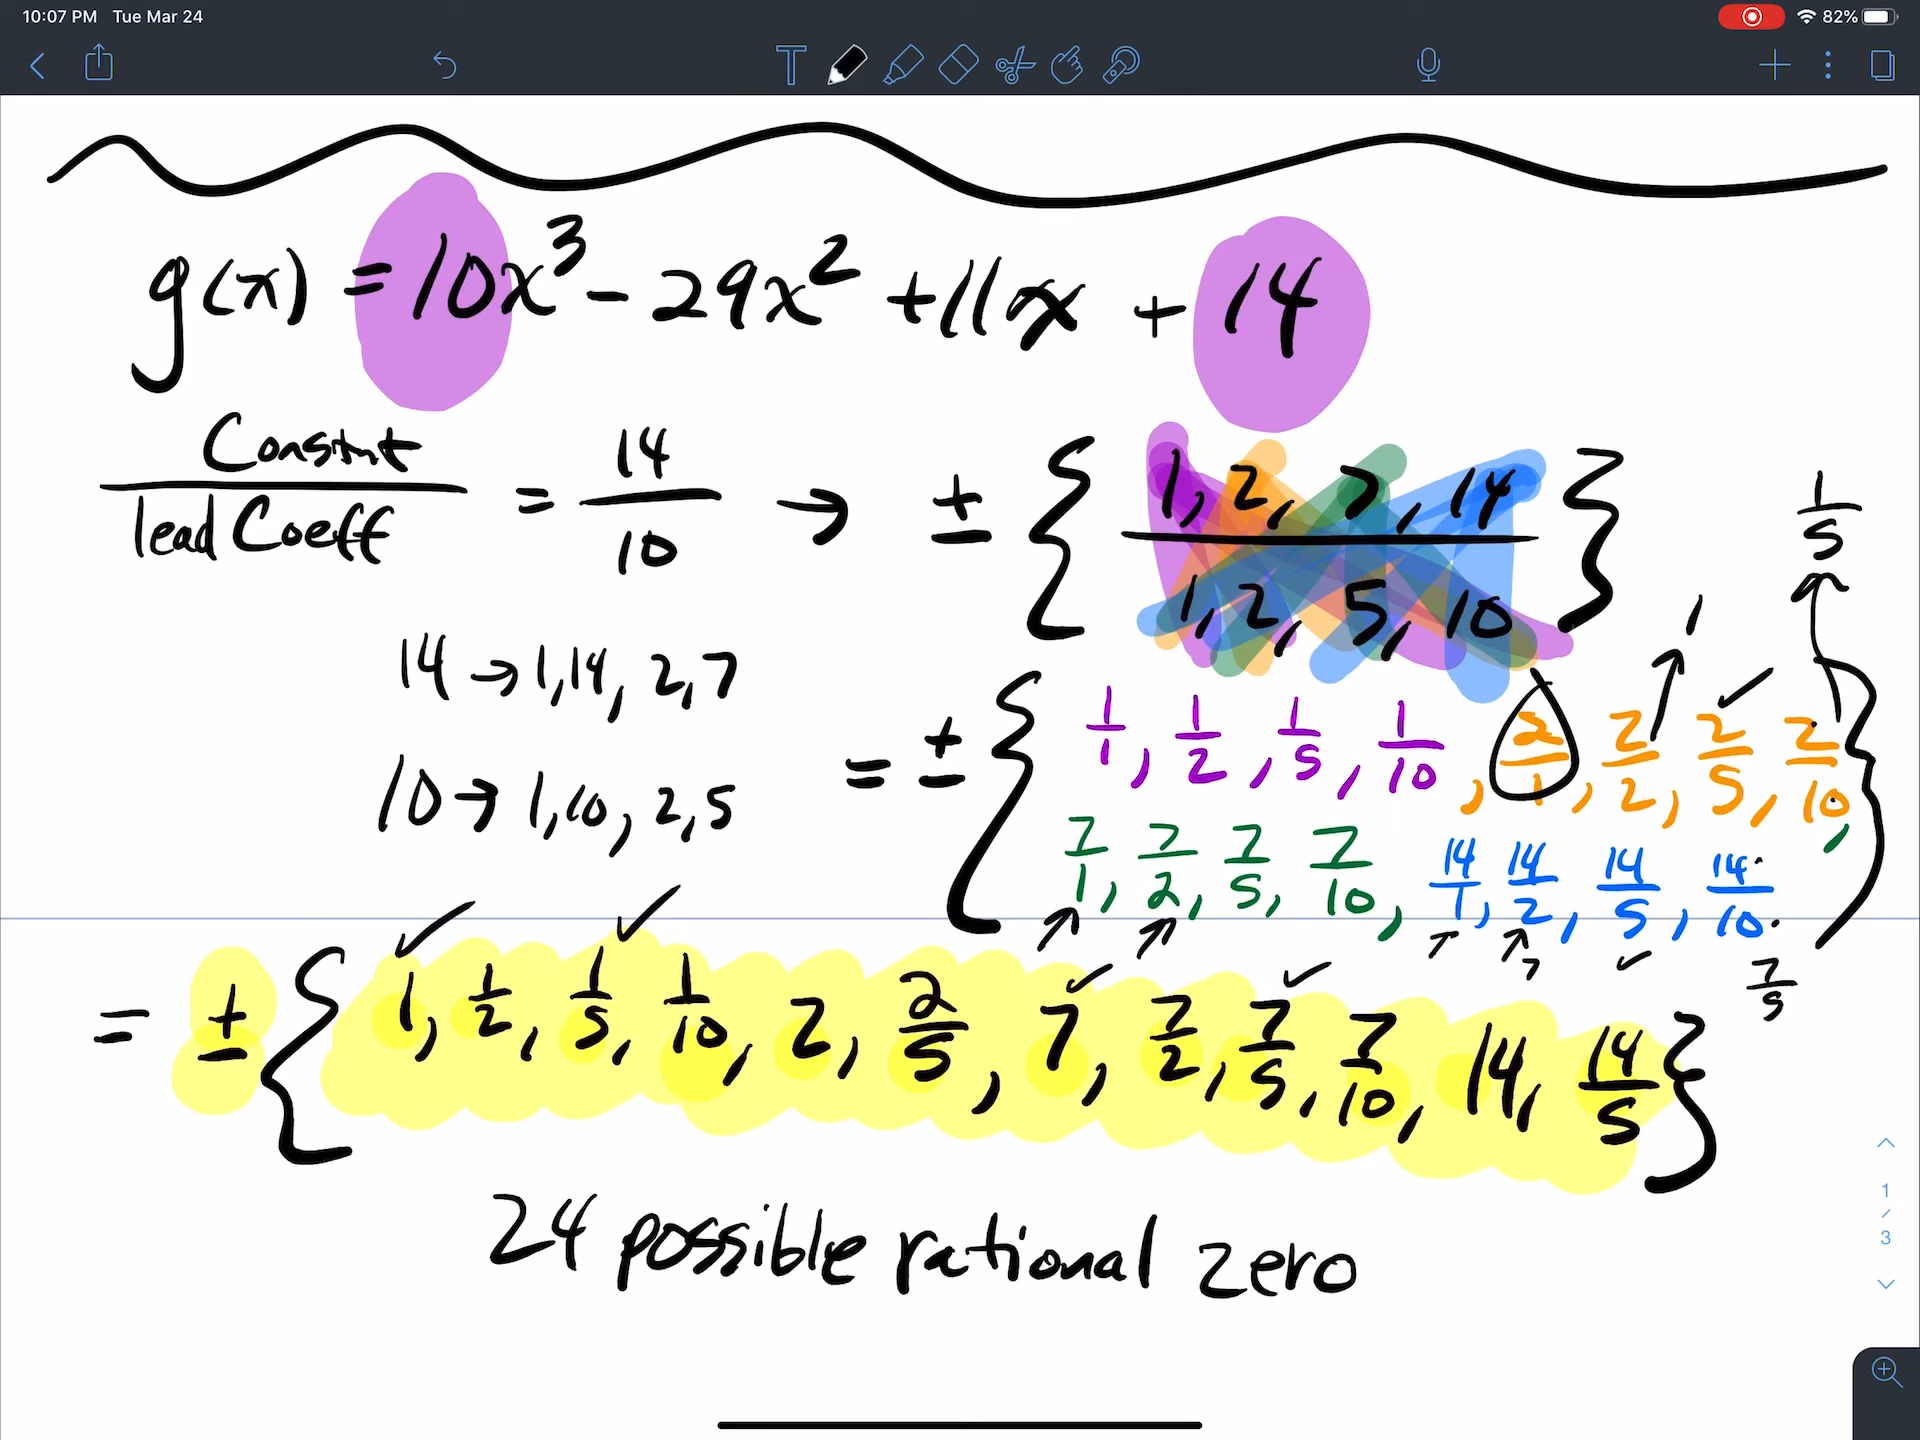 10:07 PM Tue Mar 24 82%
g(x) = 10x³ - 29x² + 11x + 14
Constnt / lead Coeff = 14/10 → ± { 1, 2, 7, 14 / 1, 2, 5, 10 }
1/5
1
14 → 1,14, 2,7
= ± { 1/1, 1/2, 1/5, 1/10, 2/1, 2/2, 2/5, 2/10,
10 → 1,10, 2,5
7/1, 7/2, 7/5, 7/10, 14/1, 14/2, 14/5, 14/10 }
7
7/5
= ± { 1, 1/2, 1/5, 1/10, 2, 2/5, 7, 7/2, 7/5, 7/10, 14, 14/5 }
24 possible rational zero
1 / 3